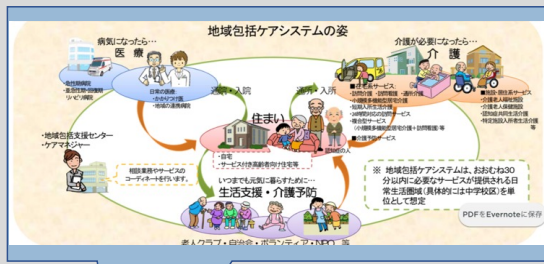 地域包括ケアシステムの姿
病気になったら…
医療
介護が必要になったら…
介護
・急性期病院
・亜急性期・回復期
リハビリ病院
日常の医療:
・かかりつけ医
・地域の連携病院
通院・入院
通所・入所
■在宅系サービス:
・訪問介護 ・訪問看護 ・通所介護
・小規模多機能型居宅介護
・短期入所生活介護
・24時間対応の訪問サービス
・複合型サービス
(小規模多機能型居宅介護+訪問看護) 等
■介護予防サービス
■施設・居住系サービス
・介護老人福祉施設
・介護老人保健施設
・認知症共同生活介護
・特定施設入所者生活介護
等
住まい
・地域包括支援センター
・ケアマネジャー
相談業務やサービスの
コーディネートを行います。
・自宅
・サービス付き高齢者向け住宅等
認知症の人
いつまでも元気に暮らすために…
生活支援・介護予防
※ 地域包括ケアシステムは、おおむね30
分以内に必要なサービスが提供される日
常生活圏域(具体的には中学校区)を単
位として想定
PDFをEvernoteに保存
老人クラブ・自治会・ボランティア・NPO 等